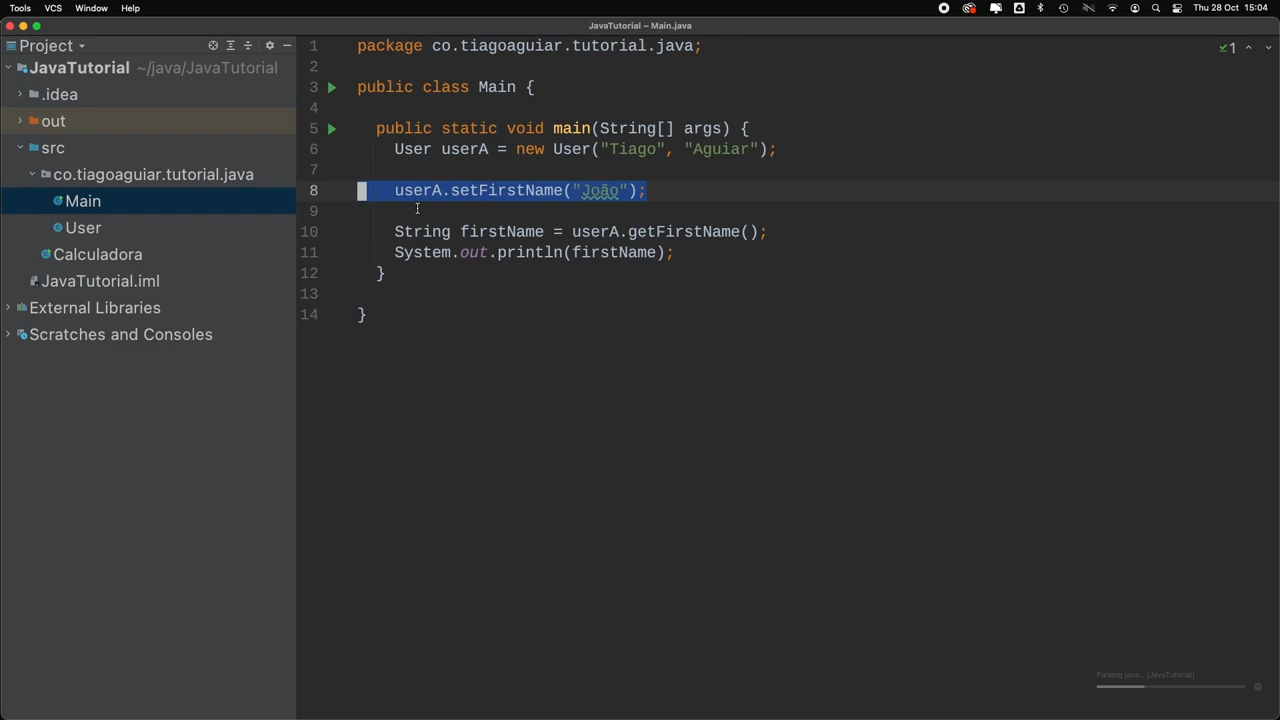 Tools VCS Window Help Thu 28 Oct 15:04
JavaTutorial – Main.java
Project
JavaTutorial ~/java/JavaTutorial
.idea
out
src
co.tiagoaguiar.tutorial.java
Main
User
Calculadora
JavaTutorial.iml
External Libraries
Scratches and Consoles
1 package co.tiagoaguiar.tutorial.java;
2
3 public class Main {
4
5 public static void main(String[] args) {
6 User userA = new User("Tiago", "Aguiar");
7
8 userA.setFirstName("João");
9
10 String firstName = userA.getFirstName();
11 System.out.println(firstName);
12 }
13
14 }
1
Parsing java... [JavaTutorial]